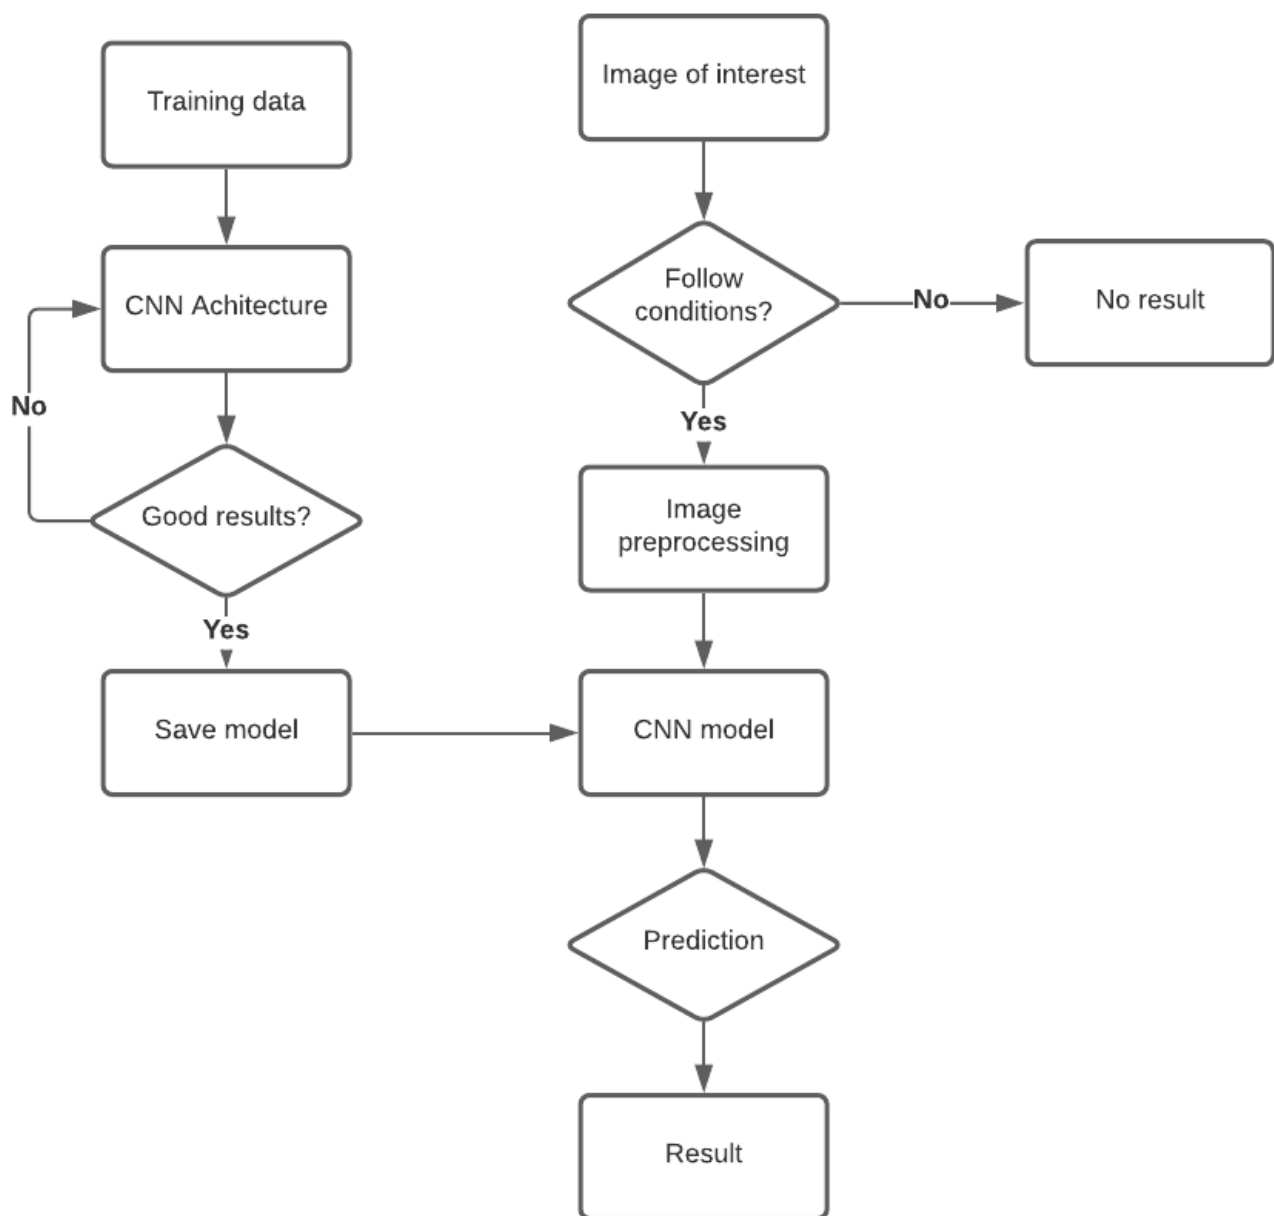 Image of interest
Training data
Follow
conditions?
No
No result
CNN Achitecture
No
Yes
Good results?
Image
preprocessing
Yes
Save model
CNN model
Prediction
Result